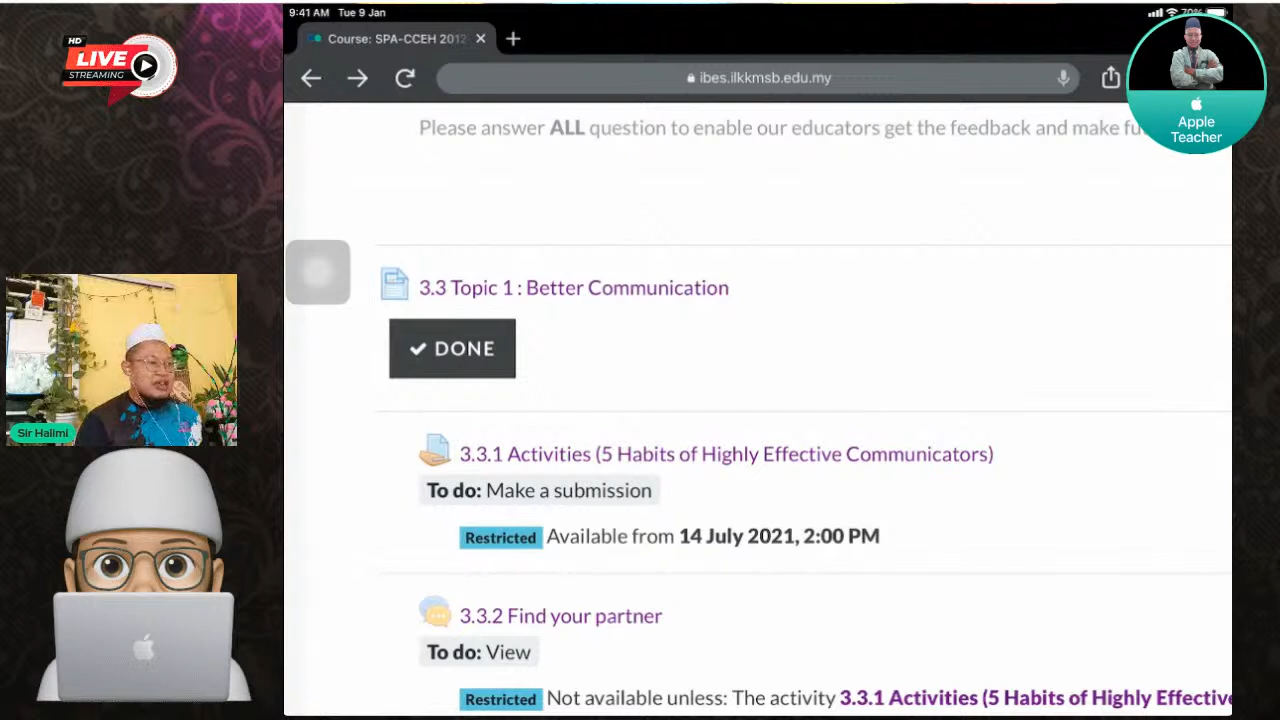 9:41 AM Tue 9 Jan
70%
HD
LIVE
STREAMING
Course: SPA-CCEH 2012
ibes.ilkkmsb.edu.my
Apple
Teacher
Please answer ALL question to enable our educators get the feedback and make fu
3.3 Topic 1 : Better Communication
DONE
3.3.1 Activities (5 Habits of Highly Effective Communicators)
To do: Make a submission
Restricted Available from 14 July 2021, 2:00 PM
Sir Halimi
3.3.2 Find your partner
To do: View
Restricted Not available unless: The activity 3.3.1 Activities (5 Habits of Highly Effective